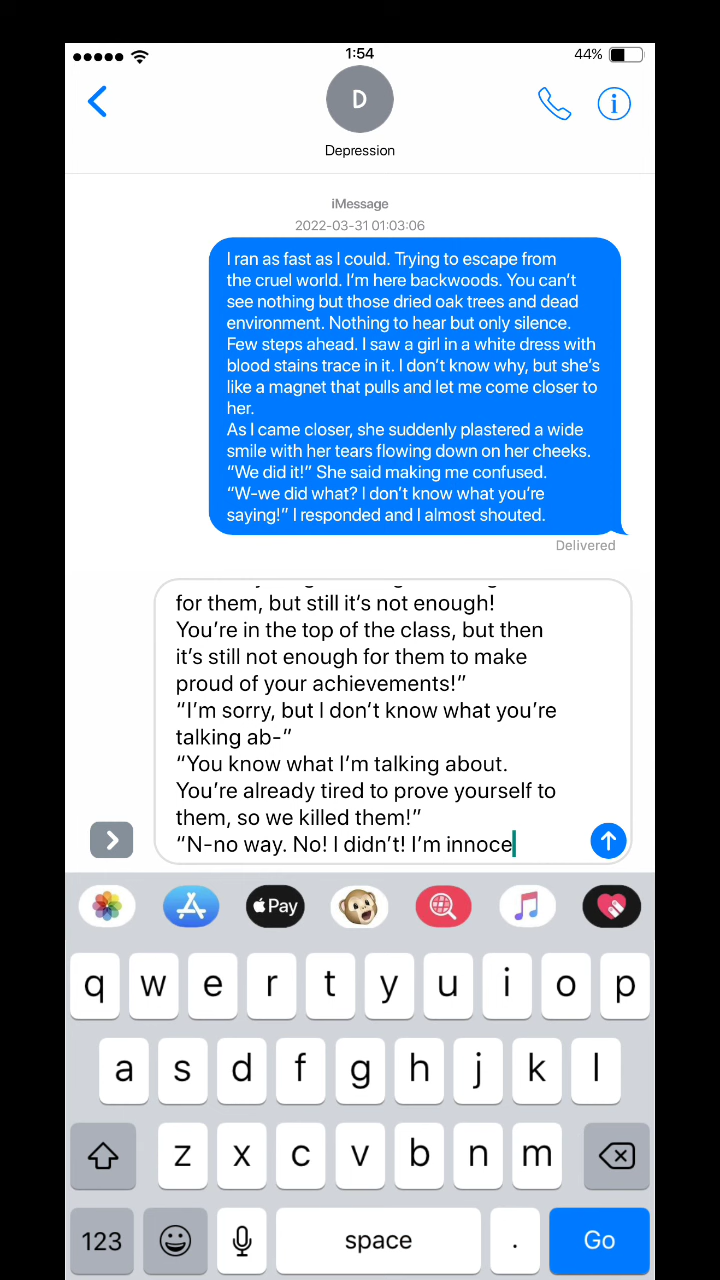 1:54
44%
D
Depression
iMessage
2022-03-31 01:03:06
I ran as fast as I could. Trying to escape from
the cruel world. I'm here backwoods. You can't
see nothing but those dried oak trees and dead
environment. Nothing to hear but only silence.
Few steps ahead. I saw a girl in a white dress with
blood stains trace in it. I don't know why, but she's
like a magnet that pulls and let me come closer to
her.
As I came closer, she suddenly plastered a wide
smile with her tears flowing down on her cheeks.
“We did it!” She said making me confused.
“W-we did what? I don't know what you're
saying!” I responded and I almost shouted.
Delivered
for them, but still it's not enough!
You're in the top of the class, but then
it's still not enough for them to make
proud of your achievements!”
“I'm sorry, but I don't know what you're
talking ab-”
“You know what I'm talking about.
You're already tired to prove yourself to
them, so we killed them!”
“N-no way. No! I didn't! I'm innoce
Pay
q w e r t y u i o p
a s d f g h j k l
z x c v b n m
123 space . Go